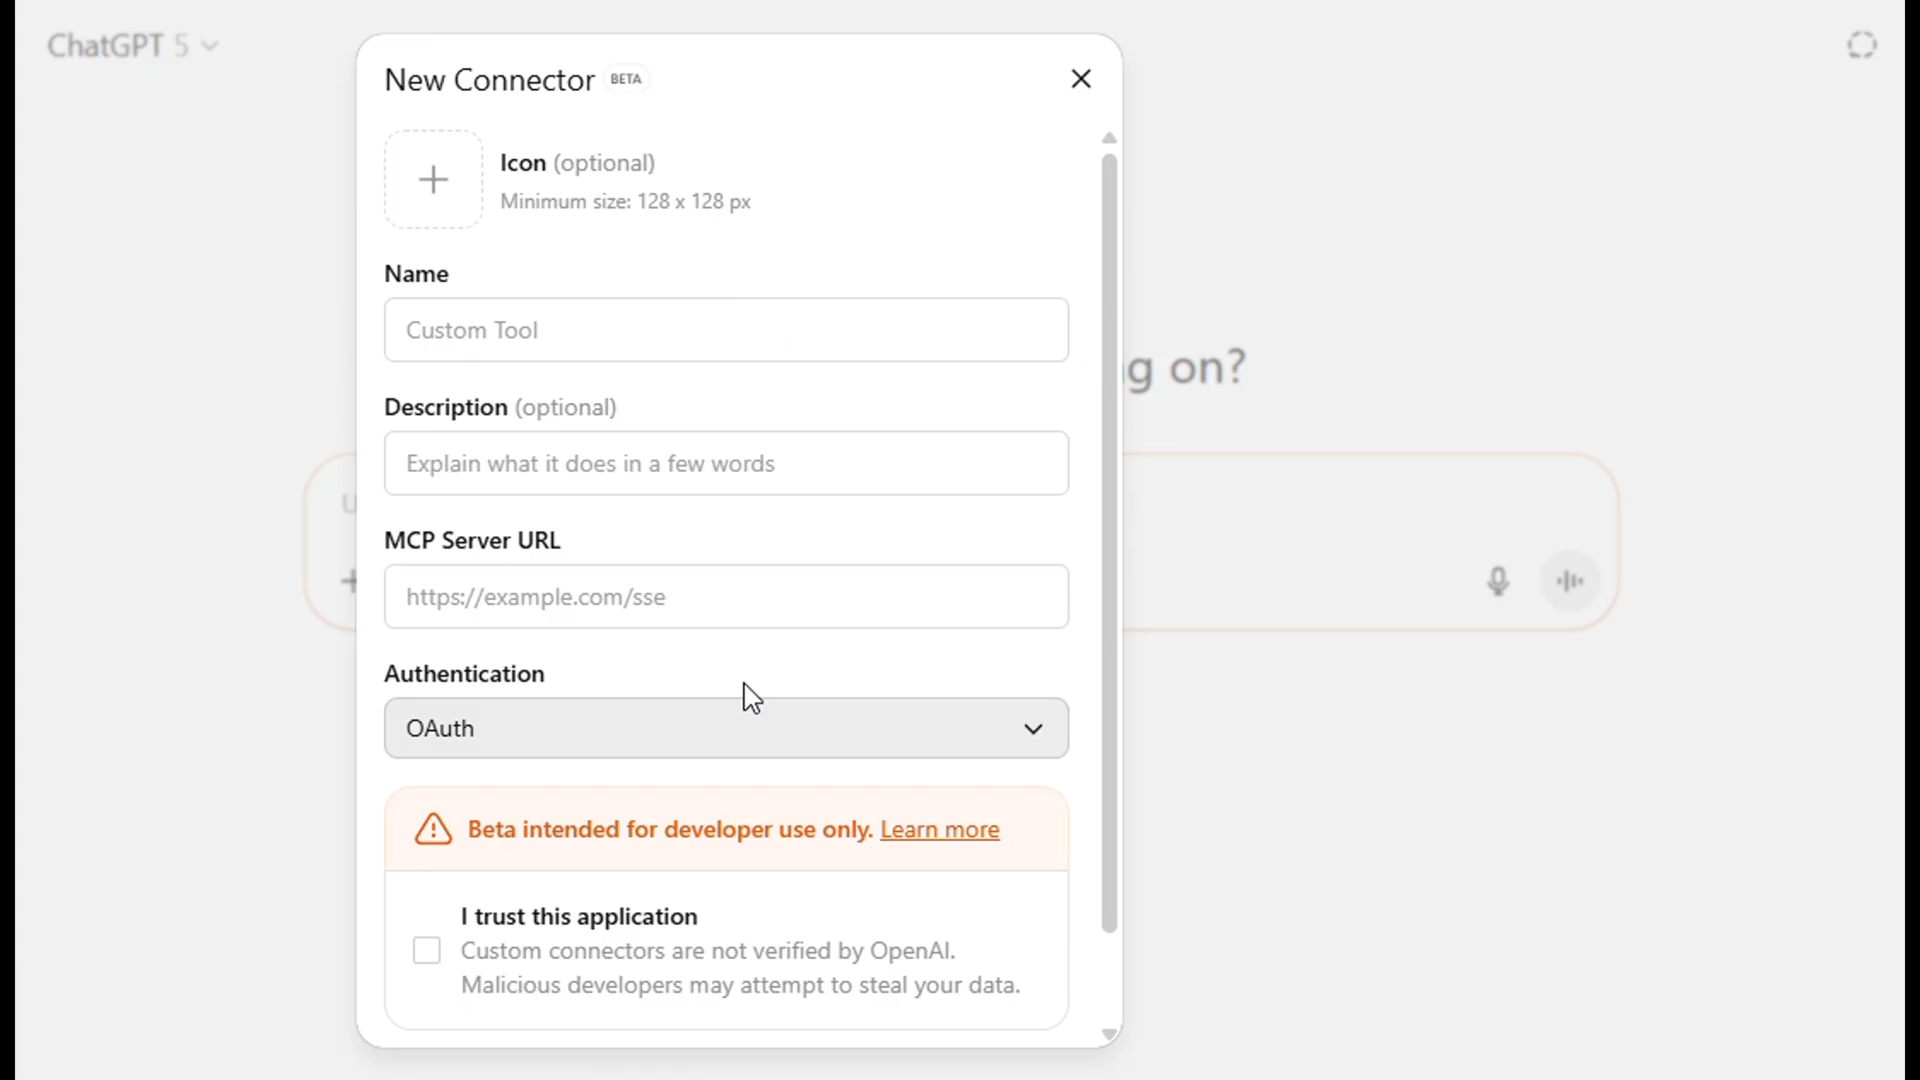 ChatGPT 5
New Connector BETA
Icon (optional)
Minimum size: 128 x 128 px
Name
Custom Tool
Description (optional)
Explain what it does in a few words
MCP Server URL
https://example.com/sse
Authentication
OAuth
Beta intended for developer use only. Learn more
I trust this application
Custom connectors are not verified by OpenAI.
Malicious developers may attempt to steal your data.
g on?